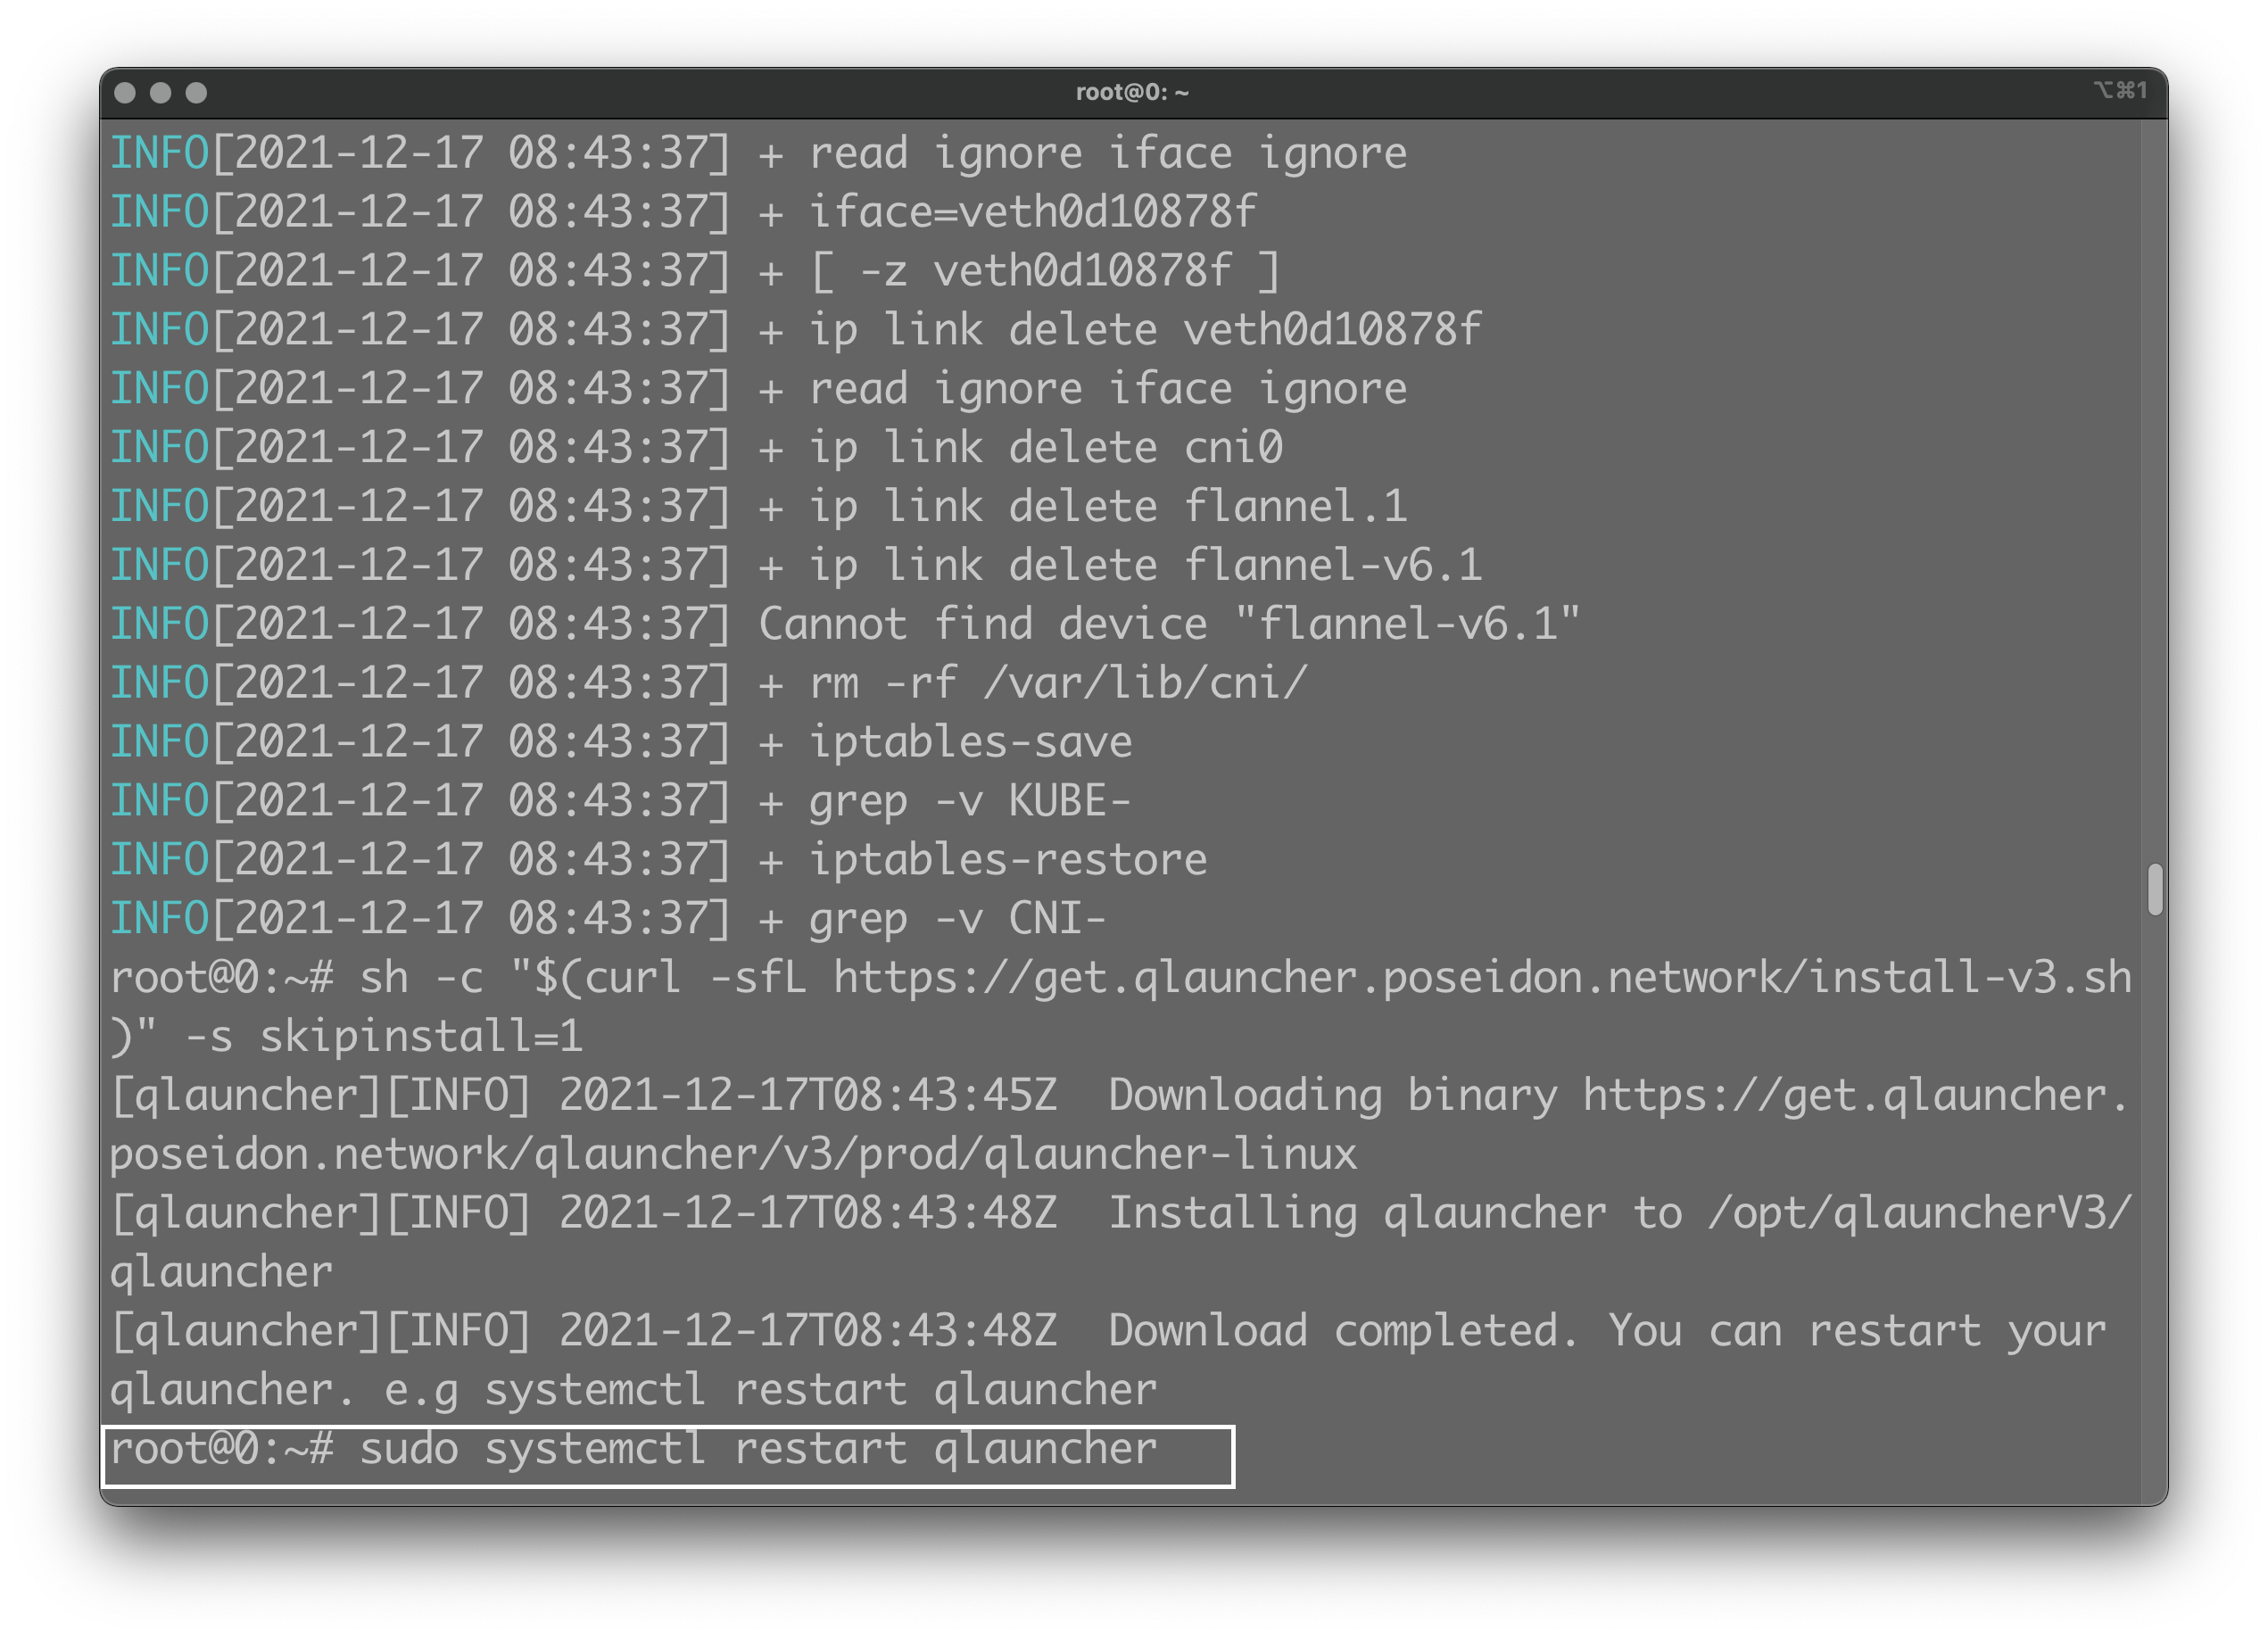 root@0: ~
⌥⌘1
INFO[2021-12-17 08:43:37] + read ignore iface ignore
INFO[2021-12-17 08:43:37] + iface=veth0d10878f
INFO[2021-12-17 08:43:37] + [ -z veth0d10878f ]
INFO[2021-12-17 08:43:37] + ip link delete veth0d10878f
INFO[2021-12-17 08:43:37] + read ignore iface ignore
INFO[2021-12-17 08:43:37] + ip link delete cni0
INFO[2021-12-17 08:43:37] + ip link delete flannel.1
INFO[2021-12-17 08:43:37] + ip link delete flannel-v6.1
INFO[2021-12-17 08:43:37] Cannot find device "flannel-v6.1"
INFO[2021-12-17 08:43:37] + rm -rf /var/lib/cni/
INFO[2021-12-17 08:43:37] + iptables-save
INFO[2021-12-17 08:43:37] + grep -v KUBE-
INFO[2021-12-17 08:43:37] + iptables-restore
INFO[2021-12-17 08:43:37] + grep -v CNI-
root@0:~# sh -c "$(curl -sfL https://get.qlauncher.poseidon.network/install-v3.sh
)" -s skipinstall=1
[qlauncher][INFO] 2021-12-17T08:43:45Z  Downloading binary https://get.qlauncher.
poseidon.network/qlauncher/v3/prod/qlauncher-linux
[qlauncher][INFO] 2021-12-17T08:43:48Z  Installing qlauncher to /opt/qlauncherV3/
qlauncher
[qlauncher][INFO] 2021-12-17T08:43:48Z  Download completed. You can restart your
qlauncher. e.g systemctl restart qlauncher
root@0:~# sudo systemctl restart qlauncher